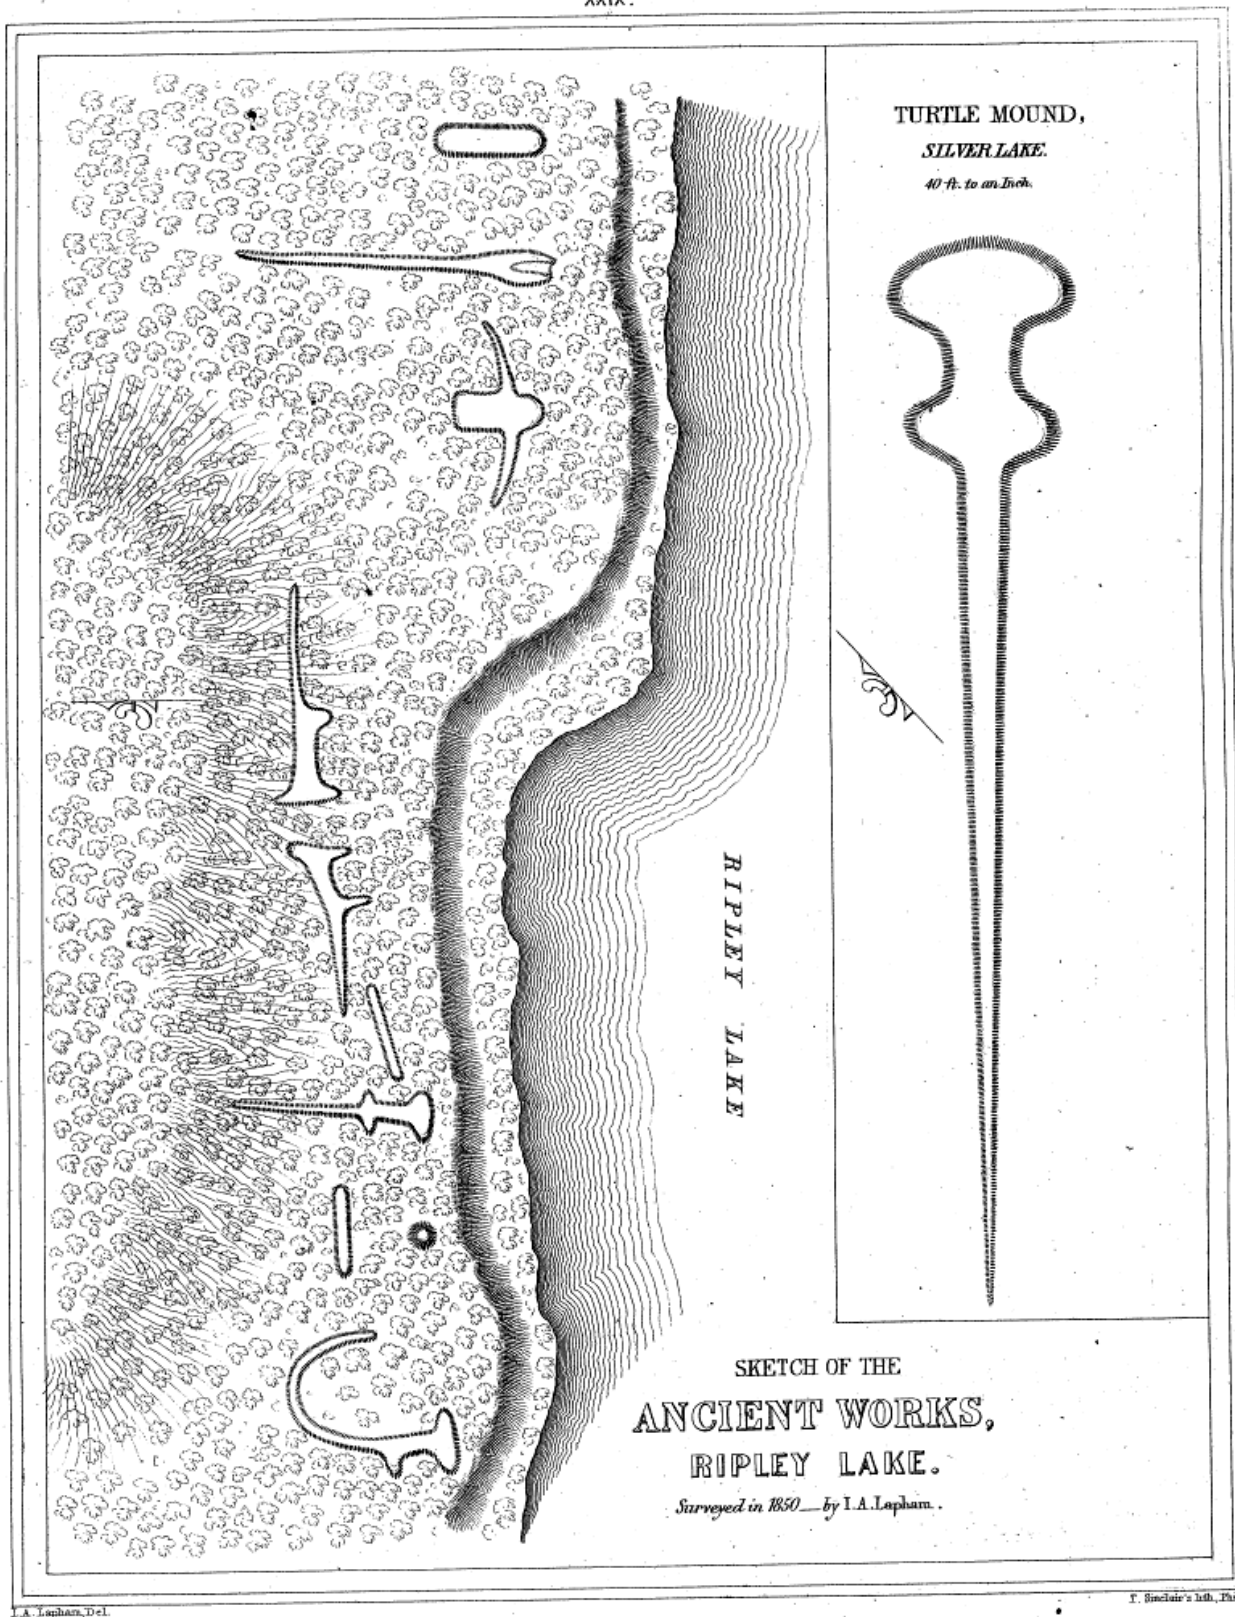 XXIX.
TURTLE MOUND,
SILVER LAKE.
40 ft. to an Inch.
RIPLEY LAKE
SKETCH OF THE
ANCIENT WORKS,
RIPLEY LAKE.
Surveyed in 1850__by I.A.Lapham.
I.A. Lapham, Del.
T. Sinclair's lith., Pha